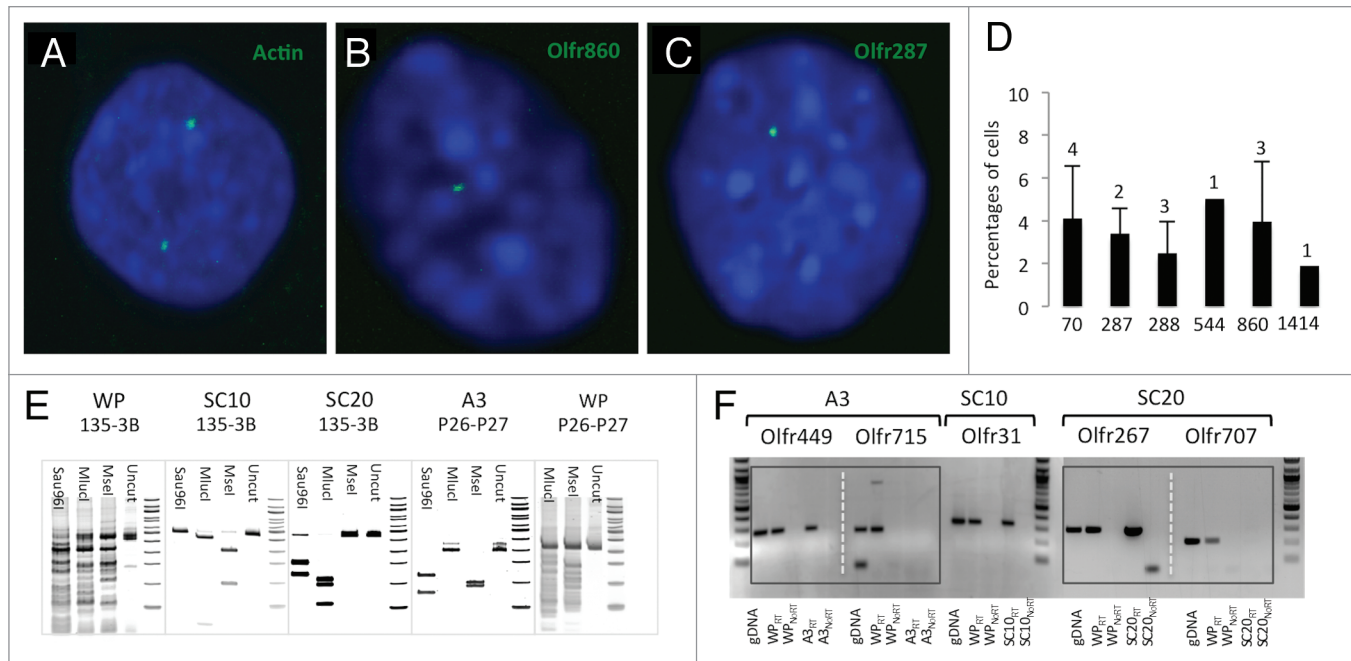 A
Actin
B
Olfr860
C
Olfr287
D
Percentages of cells
10
8
6
4
2
0
4
2
3
1
3
1
70 287 288 544 860 1414
E
WP SC10 SC20 A3 WP
135-3B 135-3B 135-3B P26-P27 P26-P27
Sau96I MlucI MseI Uncut
Sau96I MlucI MseI Uncut
Sau96I MlucI MseI Uncut
Sau96I MlucI MseI Uncut
MlucI MseI Uncut
F
A3 SC10 SC20
Olfr449 Olfr715 Olfr31 Olfr267 Olfr707
gDNA WPRT WPNoRT A3RT A3NoRT
gDNA WPRT WPNoRT A3RT A3NoRT
gDNA WPRT WPNoRT SC10RT SC10NoRT
gDNA WPRT WPNoRT SC20RT SC20NoRT
gDNA WPRT WPNoRT SC20RT SC20NoRT